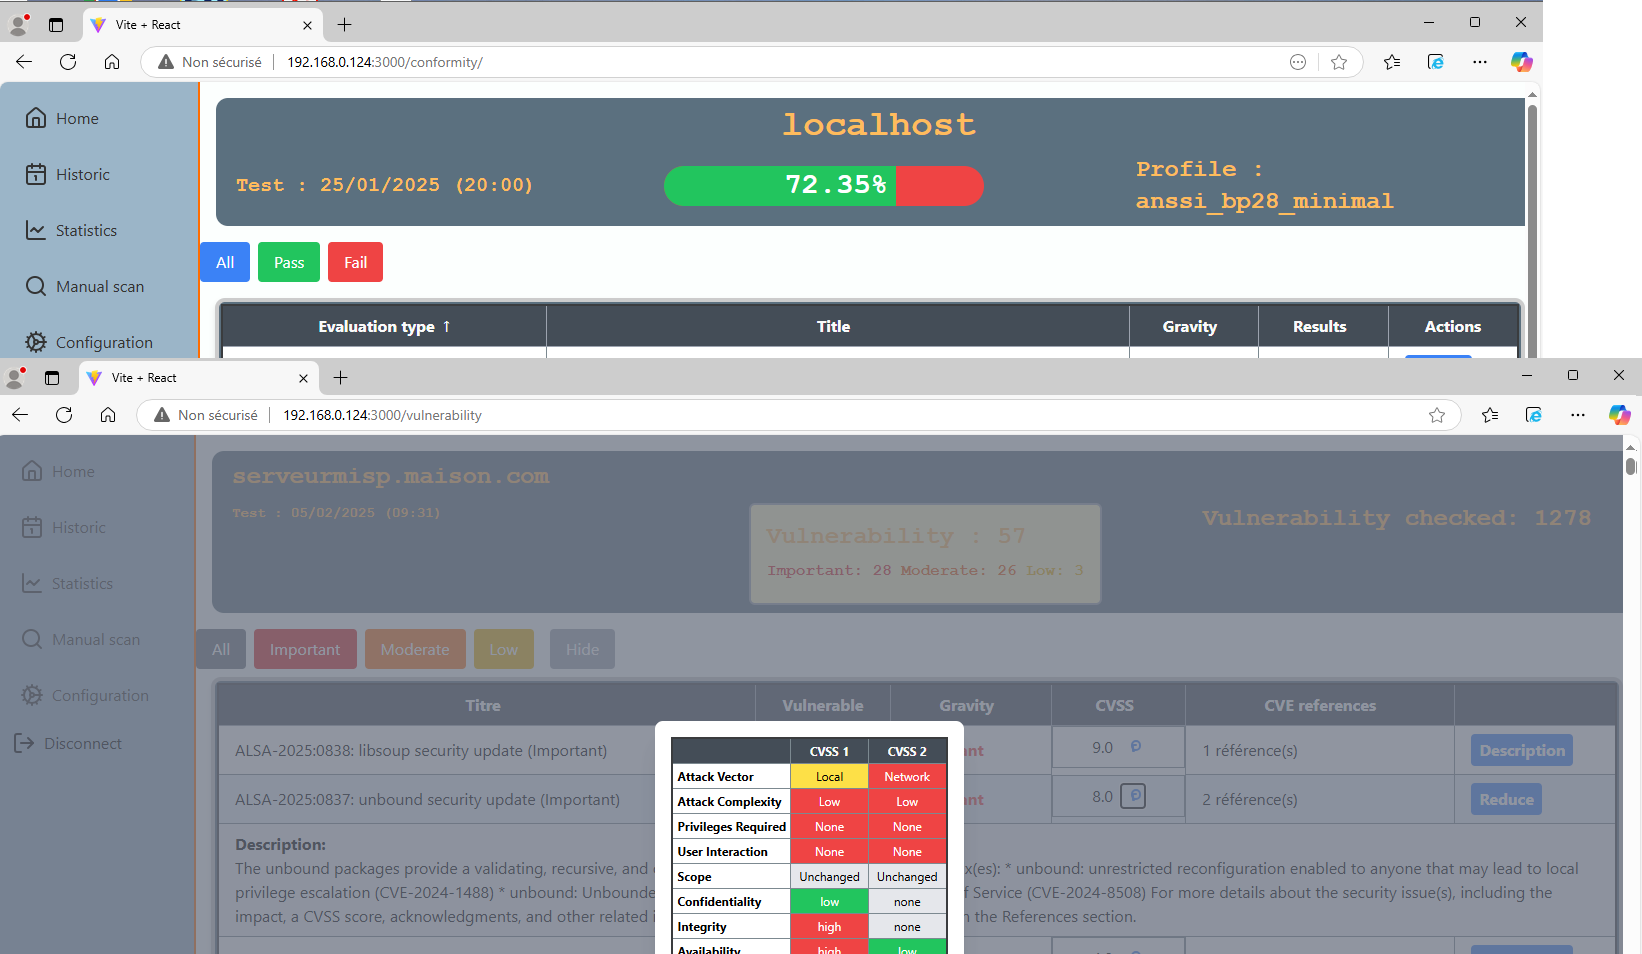 Vite + React
Non sécurisé
192.168.0.124:3000/conformity/
Home
Historic
Statistics
Manual scan
Configuration
localhost
Test : 25/01/2025 (20:00)
72.35%
Profile :
anssi_bp28_minimal
All Pass Fail
Evaluation type ↑ Title Gravity Results Actions
Vite + React
Non sécurisé
192.168.0.124:3000/vulnerability
Home
Historic
Statistics
Manual scan
Configuration
Disconnect
serveurmisp.maison.com
Test : 05/02/2025 (09:31)
Vulnerability : 57
Important: 28 Moderate: 26 Low: 3
Vulnerability checked: 1278
All Important Moderate Low Hide
Titre Vulnerable Gravity CVSS CVE references
ALSA-2025:0838: libsoup security update (Important) nt 9.0 1 référence(s) Description
ALSA-2025:0837: unbound security update (Important) nt 8.0 2 référence(s) Reduce
Description:
The unbound packages provide a validating, recursive, and x(es): * unbound: unrestricted reconfiguration enabled to anyone that may lead to local
privilege escalation (CVE-2024-1488) * unbound: Unbounde f Service (CVE-2024-8508) For more details about the security issue(s), including the
impact, a CVSS score, acknowledgments, and other related i n the References section.
CVSS 1 CVSS 2
Attack Vector Local Network
Attack Complexity Low Low
Privileges Required None None
User Interaction None None
Scope Unchanged Unchanged
Confidentiality low none
Integrity high none
Availability high low